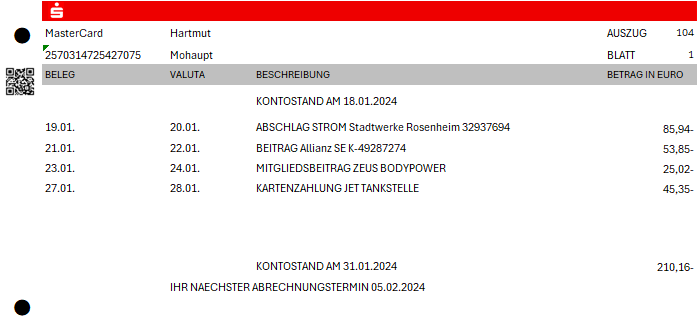 MasterCard Hartmut AUSZUG 104
2570314725427075 Mohaupt BLATT 1
BELEG VALUTA BESCHREIBUNG BETRAG IN EURO
KONTOSTAND AM 18.01.2024
19.01. 20.01. ABSCHLAG STROM Stadtwerke Rosenheim 32937694 85,94-
21.01. 22.01. BEITRAG Allianz SE K-49287274 53,85-
23.01. 24.01. MITGLIEDSBEITRAG ZEUS BODYPOWER 25,02-
27.01. 28.01. KARTENZAHLUNG JET TANKSTELLE 45,35-
KONTOSTAND AM 31.01.2024 210,16-
IHR NAECHSTER ABRECHNUNGSTERMIN 05.02.2024